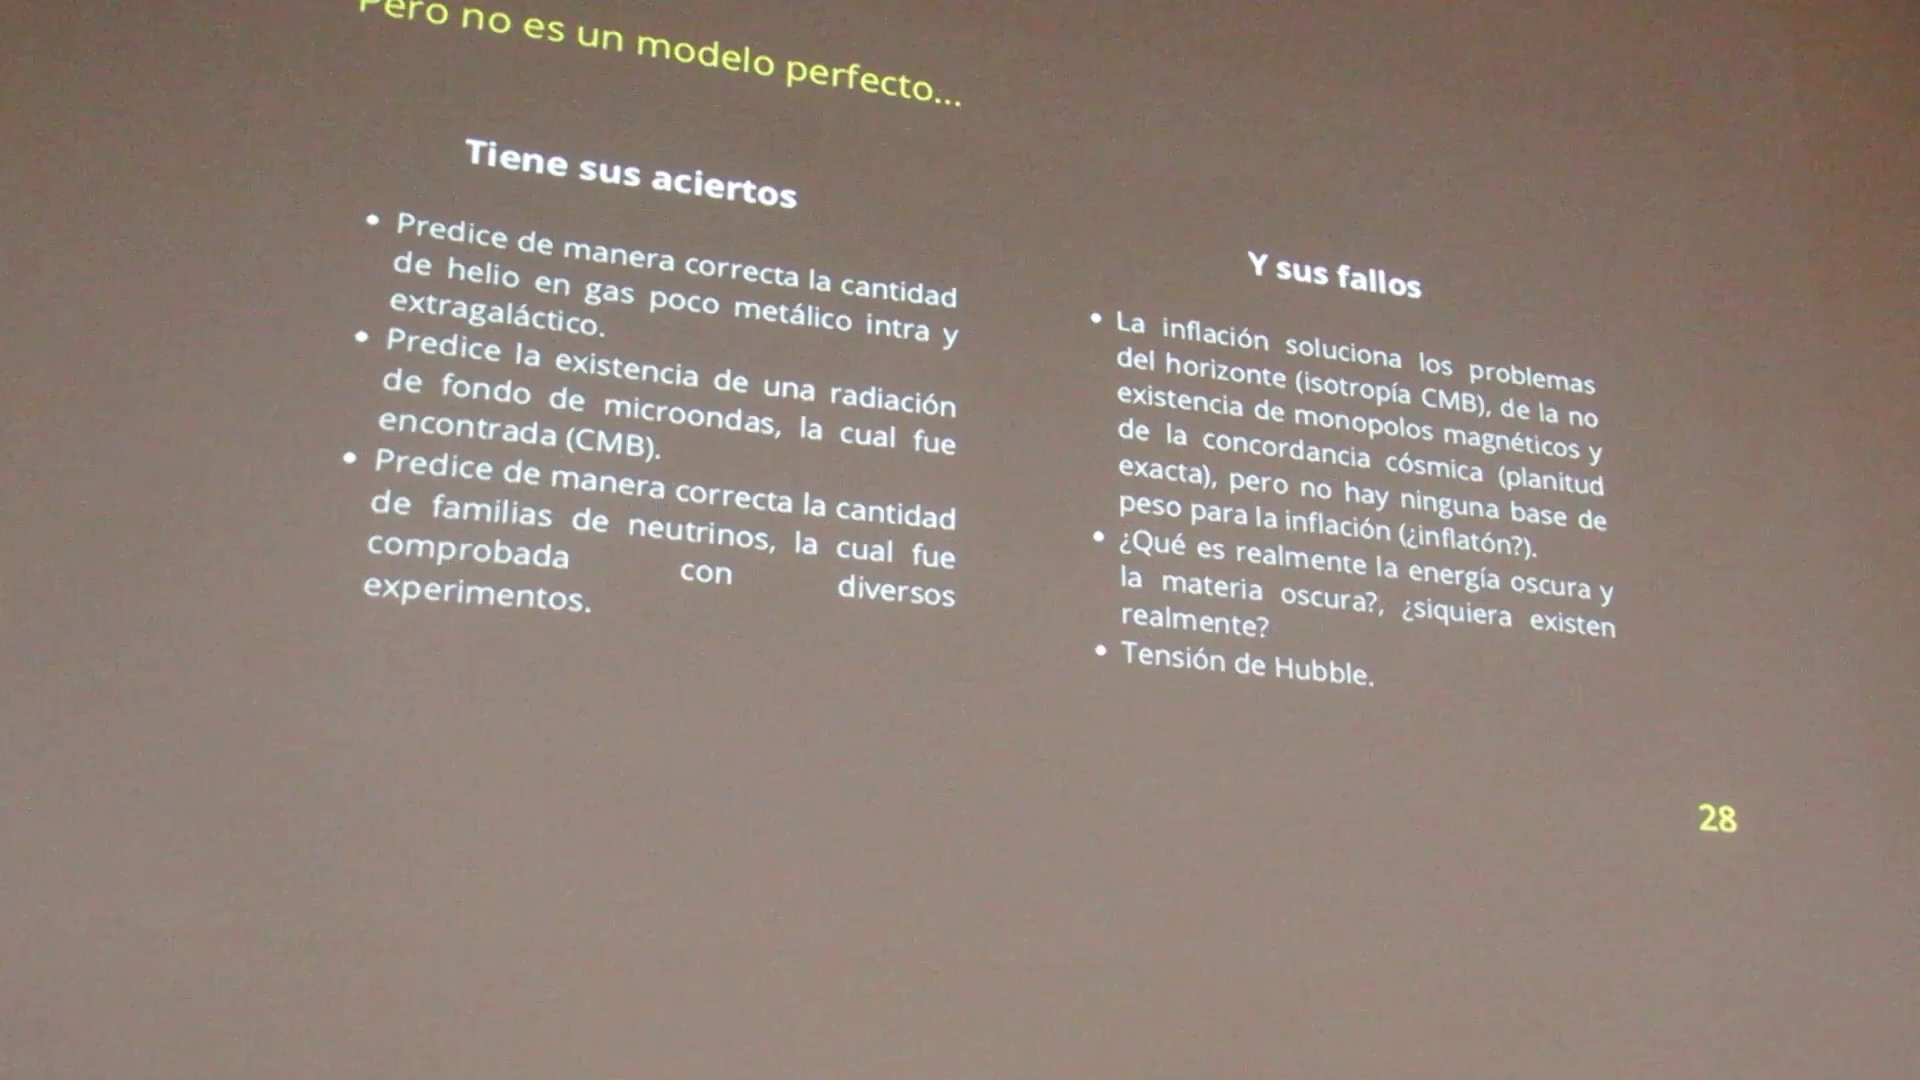 Pero no es un modelo perfecto...
Tiene sus aciertos
• Predice de manera correcta la cantidad
de helio en gas poco metálico intra y
extragaláctico.
• Predice la existencia de una radiación
de fondo de microondas, la cual fue
encontrada (CMB).
• Predice de manera correcta la cantidad
de familias de neutrinos, la cual fue
comprobada con diversos
experimentos.
Y sus fallos
• La inflación soluciona los problemas
del horizonte (isotropía CMB), de la no
existencia de monopolos magnéticos y
de la concordancia cósmica (planitud
exacta), pero no hay ninguna base de
peso para la inflación (¿inflatón?).
• ¿Qué es realmente la energía oscura y
la materia oscura?, ¿siquiera existen
realmente?
• Tensión de Hubble.
28